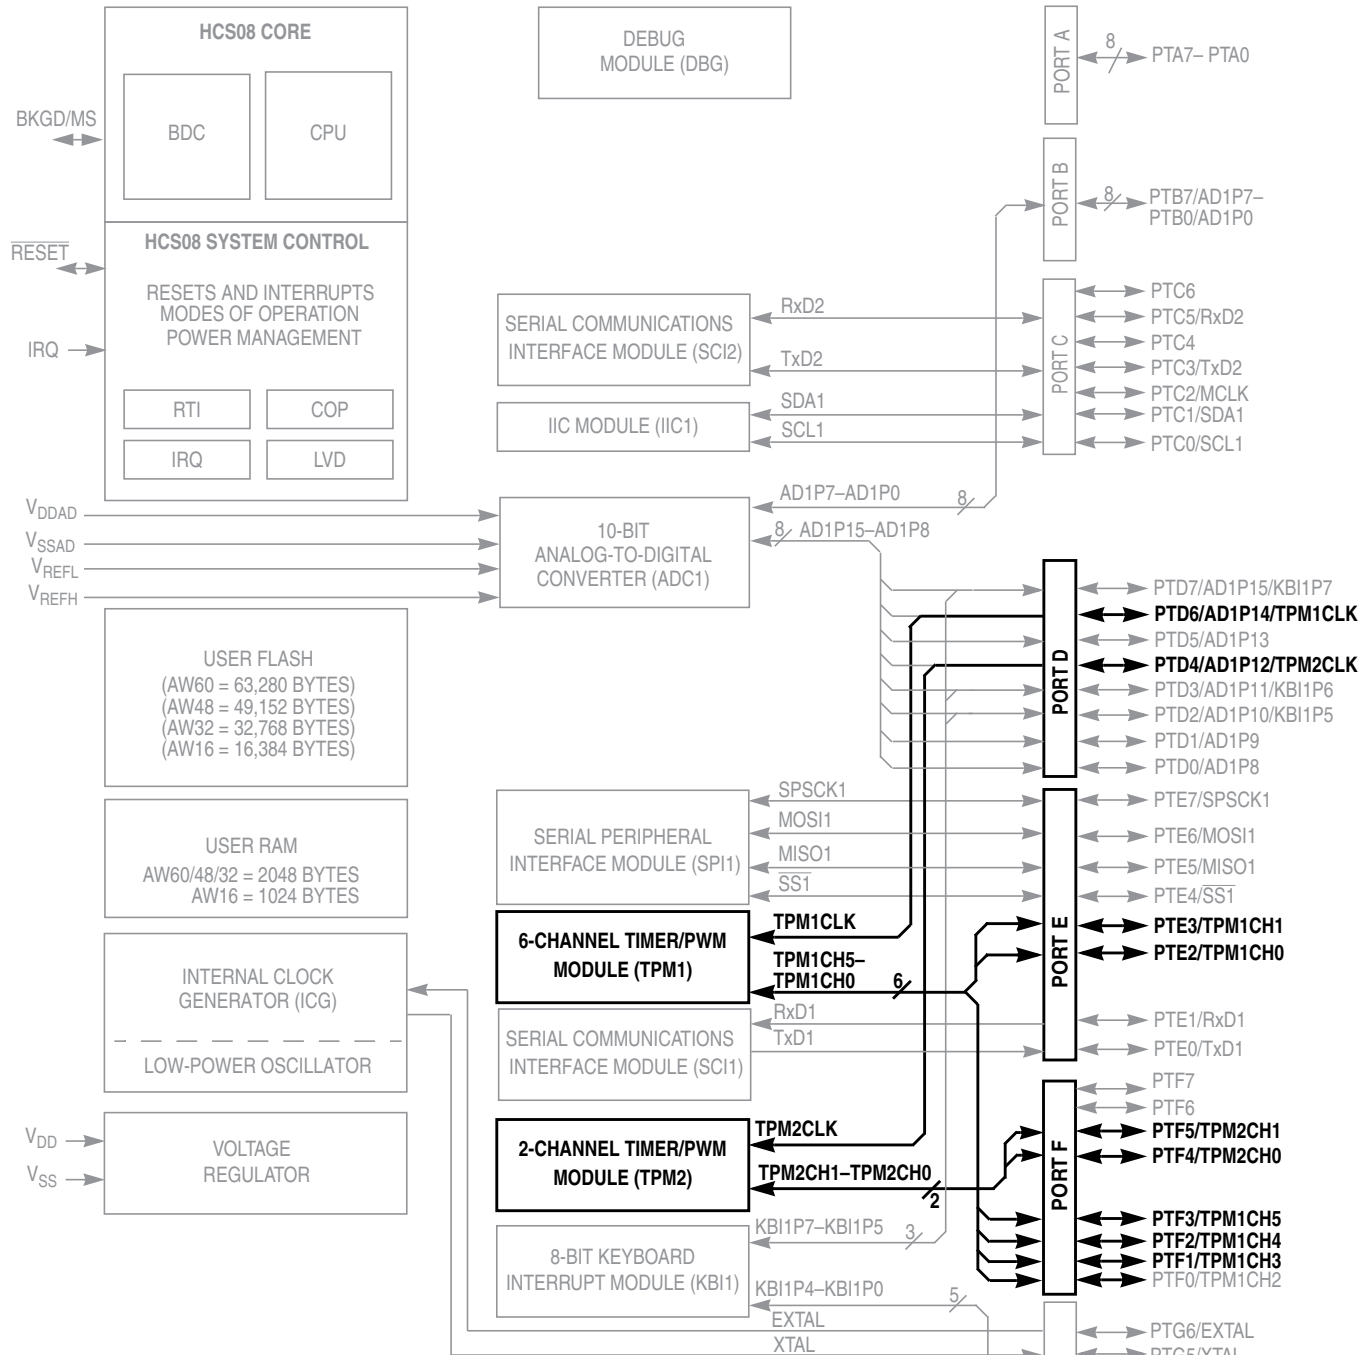 HCS08 CORE
BDC
CPU
BKGD/MS
HCS08 SYSTEM CONTROL
RESET
RESETS AND INTERRUPTS
MODES OF OPERATION
POWER MANAGEMENT
IRQ
RTI
COP
IRQ
LVD
VDDAD
VSSAD
VREFL
VREFH
USER FLASH
(AW60 = 63,280 BYTES)
(AW48 = 49,152 BYTES)
(AW32 = 32,768 BYTES)
(AW16 = 16,384 BYTES)
USER RAM
AW60/48/32 = 2048 BYTES
AW16 = 1024 BYTES
INTERNAL CLOCK
GENERATOR (ICG)
LOW-POWER OSCILLATOR
VDD
VSS
VOLTAGE
REGULATOR
DEBUG
MODULE (DBG)
SERIAL COMMUNICATIONS
INTERFACE MODULE (SCI2)
RxD2
TxD2
IIC MODULE (IIC1)
SDA1
SCL1
10-BIT
ANALOG-TO-DIGITAL
CONVERTER (ADC1)
AD1P7–AD1P0
8
8
AD1P15–AD1P8
SERIAL PERIPHERAL
INTERFACE MODULE (SPI1)
SPSCK1
MOSI1
MISO1
SS1
6-CHANNEL TIMER/PWM
MODULE (TPM1)
TPM1CLK
TPM1CH5–
TPM1CH0
6
SERIAL COMMUNICATIONS
INTERFACE MODULE (SCI1)
RxD1
TxD1
2-CHANNEL TIMER/PWM
MODULE (TPM2)
TPM2CLK
TPM2CH1–TPM2CH0
2
8-BIT KEYBOARD
INTERRUPT MODULE (KBI1)
KBI1P7–KBI1P5
3
KBI1P4–KBI1P0
5
EXTAL
XTAL
PORT A
8
PTA7– PTA0
PORT B
8
PTB7/AD1P7–
PTB0/AD1P0
PORT C
PTC6
PTC5/RxD2
PTC4
PTC3/TxD2
PTC2/MCLK
PTC1/SDA1
PTC0/SCL1
PORT D
PTD7/AD1P15/KBI1P7
PTD6/AD1P14/TPM1CLK
PTD5/AD1P13
PTD4/AD1P12/TPM2CLK
PTD3/AD1P11/KBI1P6
PTD2/AD1P10/KBI1P5
PTD1/AD1P9
PTD0/AD1P8
PORT E
PTE7/SPSCK1
PTE6/MOSI1
PTE5/MISO1
PTE4/SS1
PTE3/TPM1CH1
PTE2/TPM1CH0
PTE1/RxD1
PTE0/TxD1
PORT F
PTF7
PTF6
PTF5/TPM2CH1
PTF4/TPM2CH0
PTF3/TPM1CH5
PTF2/TPM1CH4
PTF1/TPM1CH3
PTF0/TPM1CH2
PTG6/EXTAL
PTG5/XTAL